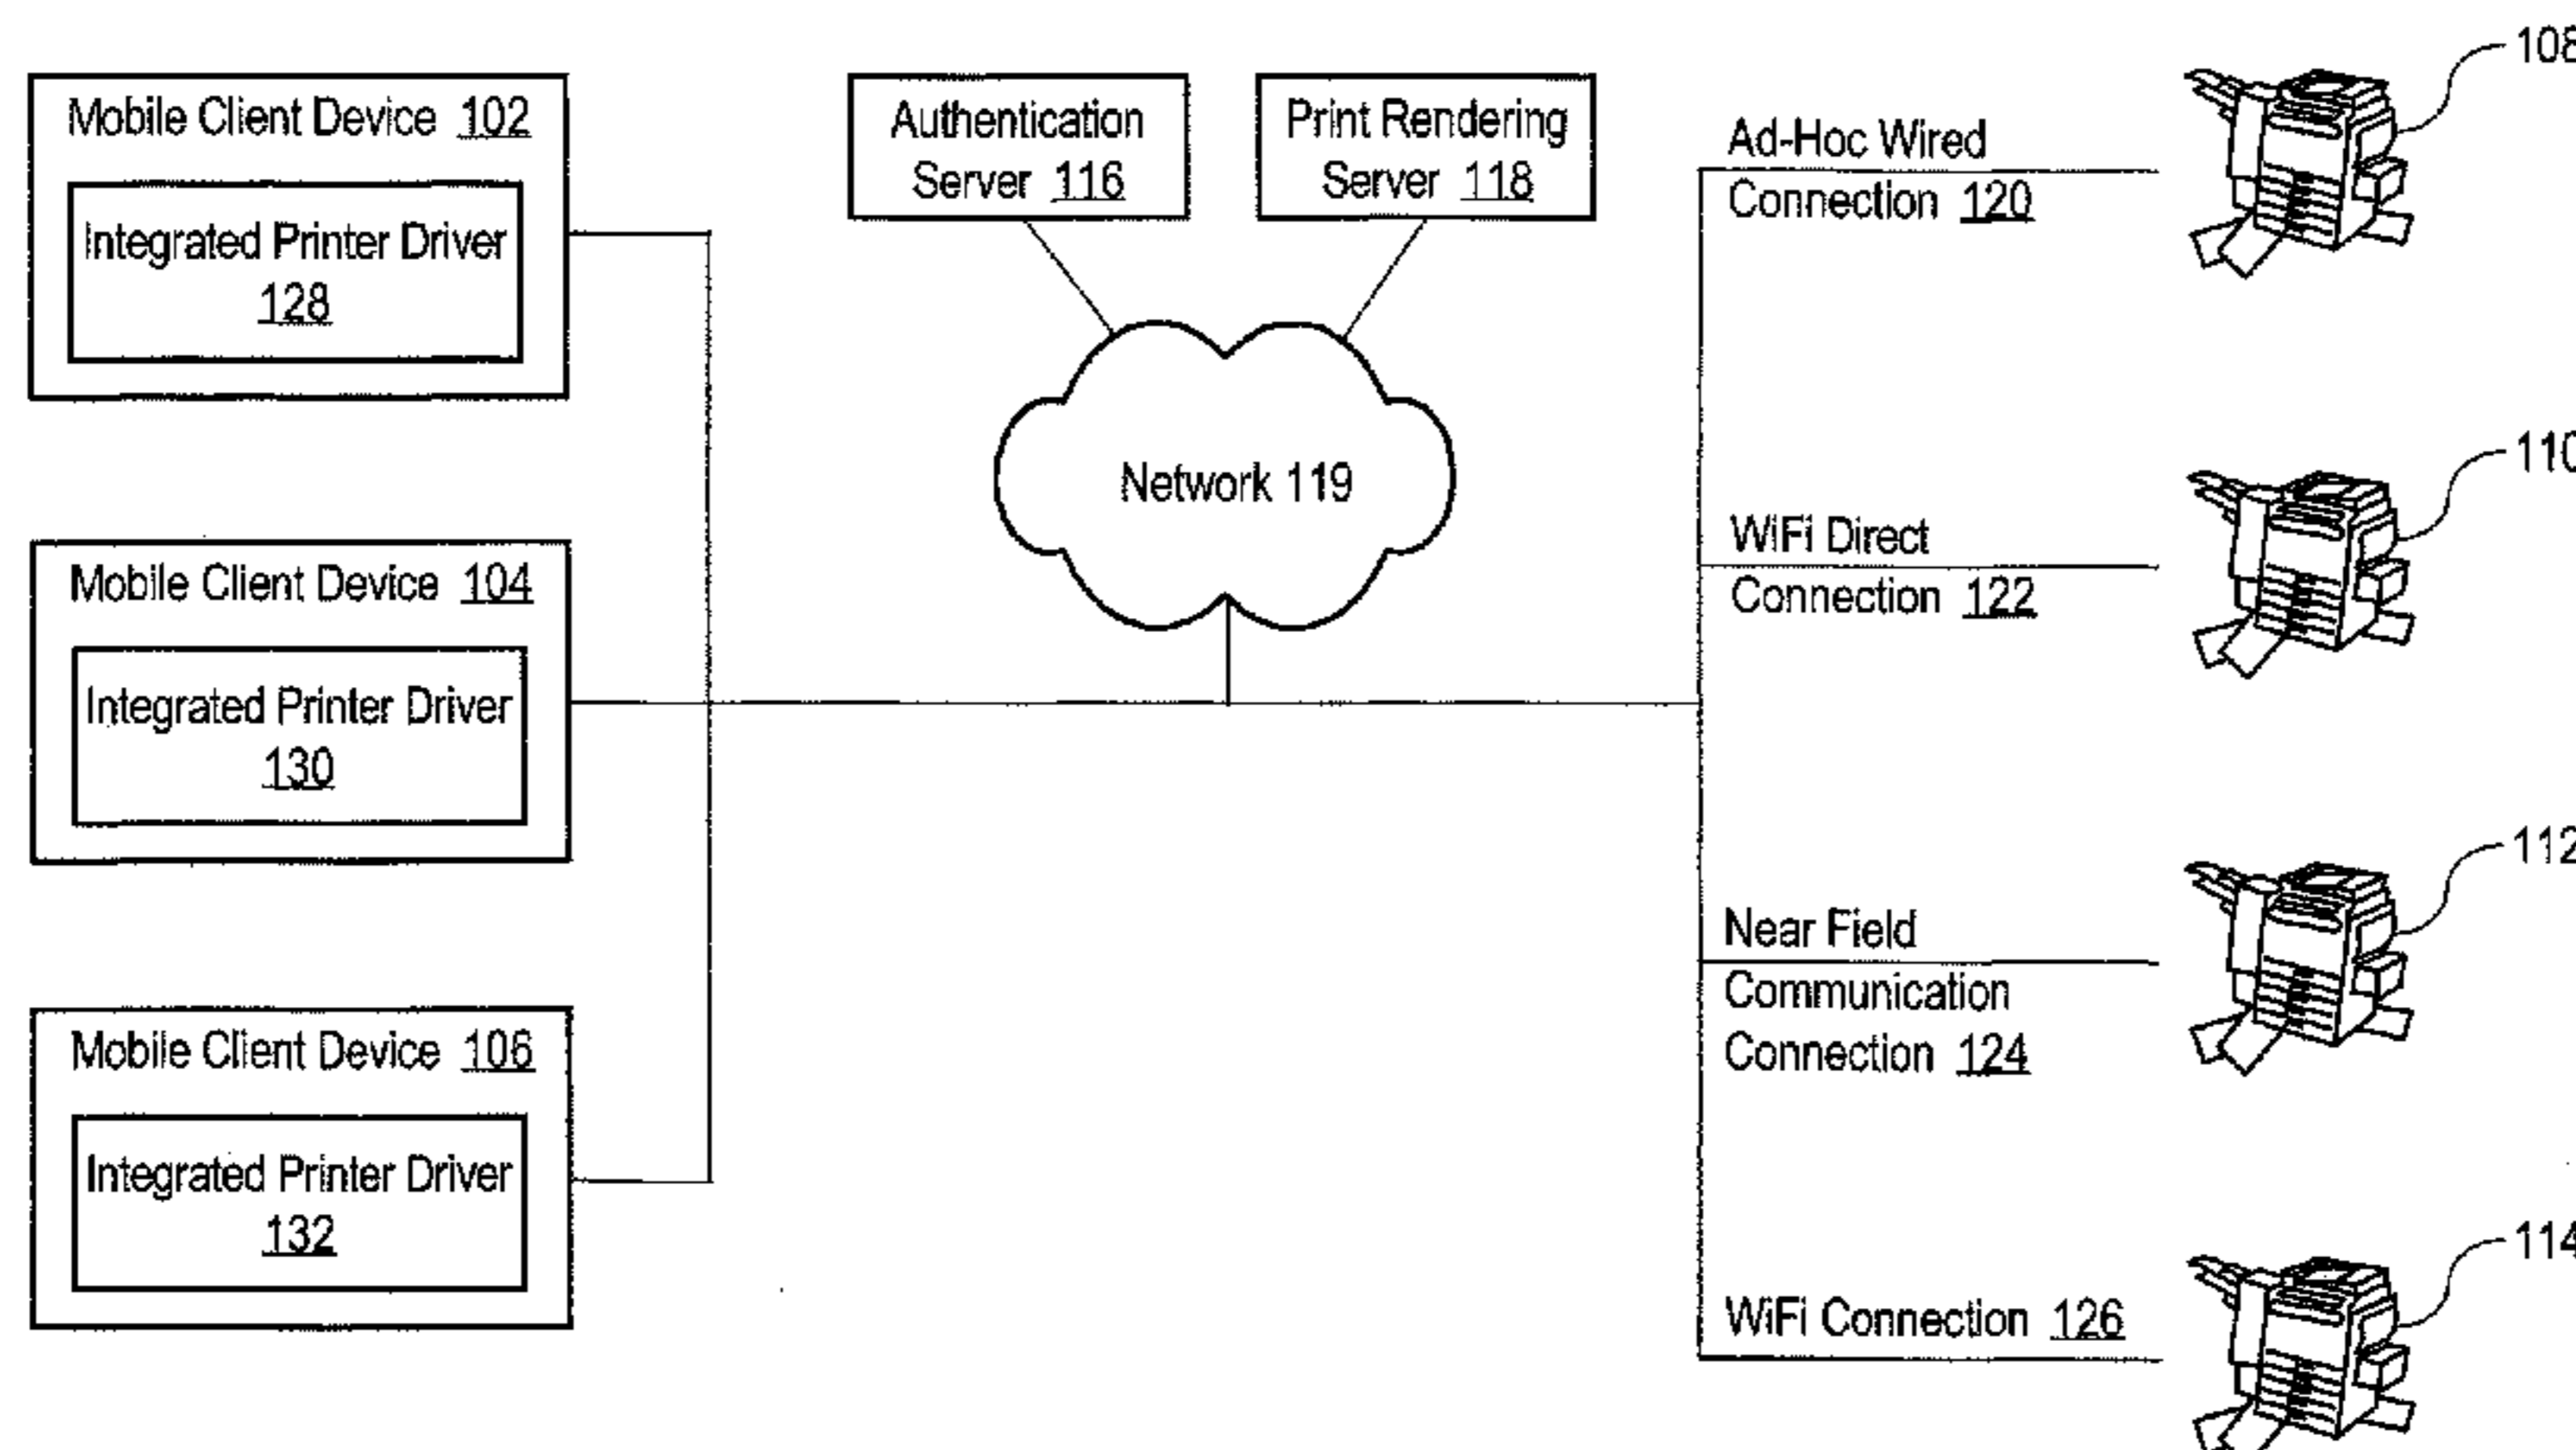 Mobile Client Device 102
Integrated Printer Driver
128
Mobile Client Device 104
Integrated Printer Driver
130
Mobile Client Device 106
Integrated Printer Driver
132
Authentication
Server 116
Print Rendering
Server 118
Network 119
Ad-Hoc Wired
Connection 120
WiFi Direct
Connection 122
Near Field
Communication
Connection 124
WiFi Connection 126
108
110
112
114